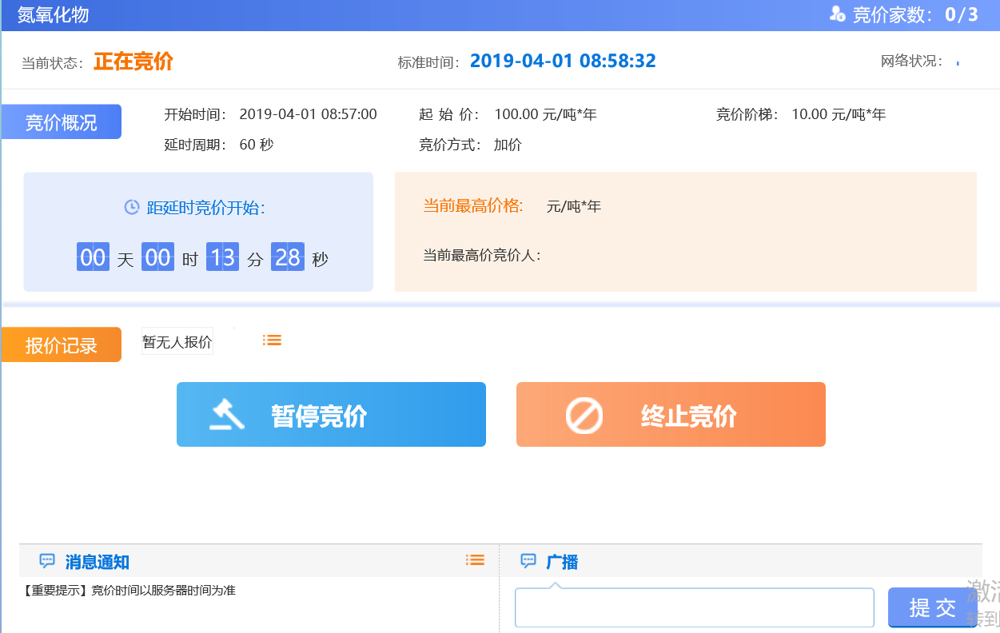 氮氧化物
竞价家数： 0/3
当前状态： 正在竞价
标准时间： 2019-04-01 08:58:32
网络状况：
竞价概况
开始时间： 2019-04-01 08:57:00
起 始 价： 100.00 元/吨*年
竞价阶梯： 10.00 元/吨*年
延时周期： 60 秒
竞价方式： 加价
距延时竞价开始：
00 天 00 时 13 分 28 秒
当前最高价格: 元/吨*年
当前最高价竞价人：
报价记录
暂无人报价
暂停竞价
终止竞价
消息通知
广播
【重要提示】竞价时间以服务器时间为准
提 交
激活
转到